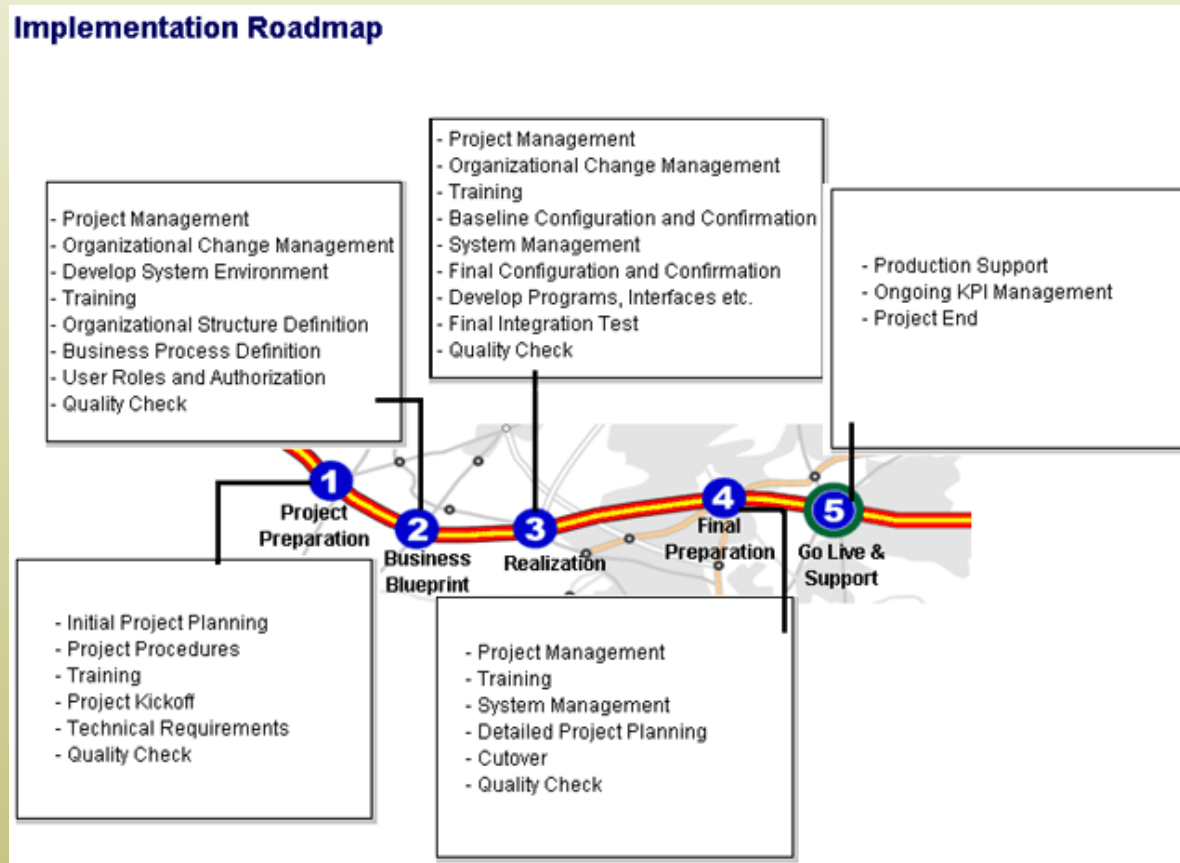 Implementation Roadmap
- Project Management
- Organizational Change Management
- Develop System Environment
- Training
- Organizational Structure Definition
- Business Process Definition
- User Roles and Authorization
- Quality Check
- Project Management
- Organizational Change Management
- Training
- Baseline Configuration and Confirmation
- System Management
- Final Configuration and Confirmation
- Develop Programs, Interfaces etc.
- Final Integration Test
- Quality Check
- Production Support
- Ongoing KPI Management
- Project End
1
Project
Preparation
2
Business
Blueprint
3
Realization
4
Final
Preparation
5
Go Live &
Support
- Initial Project Planning
- Project Procedures
- Training
- Project Kickoff
- Technical Requirements
- Quality Check
- Project Management
- Training
- System Management
- Detailed Project Planning
- Cutover
- Quality Check